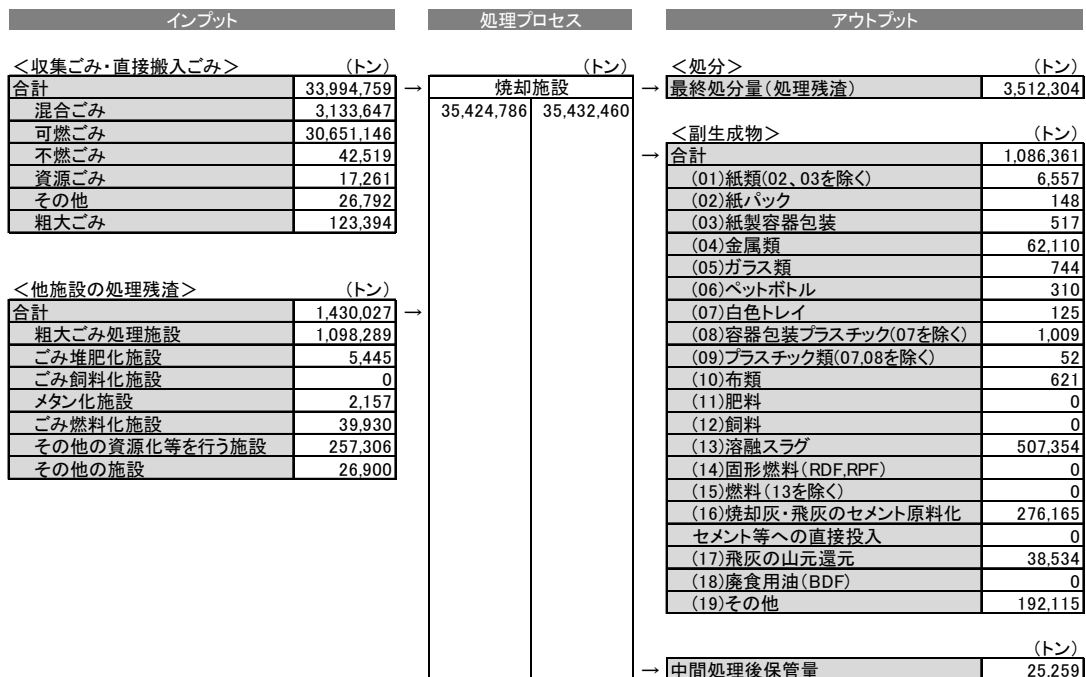 インプット
＜収集ごみ・直接搬入ごみ＞ (トン)
合計 33,994,759 →
混合ごみ 3,133,647
可燃ごみ 30,651,146
不燃ごみ 42,519
資源ごみ 17,261
その他 26,792
粗大ごみ 123,394
＜他施設の処理残渣＞ (トン)
合計 1,430,027 →
粗大ごみ処理施設 1,098,289
ごみ堆肥化施設 5,445
ごみ飼料化施設 0
メタン化施設 2,157
ごみ燃料化施設 39,930
その他の資源化等を行う施設 257,306
その他の施設 26,900
処理プロセス
(トン)
焼却施設
35,424,786 35,432,460
アウトプット
＜処分＞ (トン)
→ 最終処分量(処理残渣) 3,512,304
＜副生成物＞ (トン)
→ 合計 1,086,361
(01)紙類(02、03を除く) 6,557
(02)紙パック 148
(03)紙製容器包装 517
(04)金属類 62,110
(05)ガラス類 744
(06)ペットボトル 310
(07)白色トレイ 125
(08)容器包装プラスチック(07を除く) 1,009
(09)プラスチック類(07,08を除く) 52
(10)布類 621
(11)肥料 0
(12)飼料 0
(13)溶融スラグ 507,354
(14)固形燃料(RDF,RPF) 0
(15)燃料(13を除く) 0
(16)焼却灰・飛灰のセメント原料化 276,165
セメント等への直接投入 0
(17)飛灰の山元還元 38,534
(18)廃食用油(BDF) 0
(19)その他 192,115
(トン)
→ 中間処理後保管量 25,259